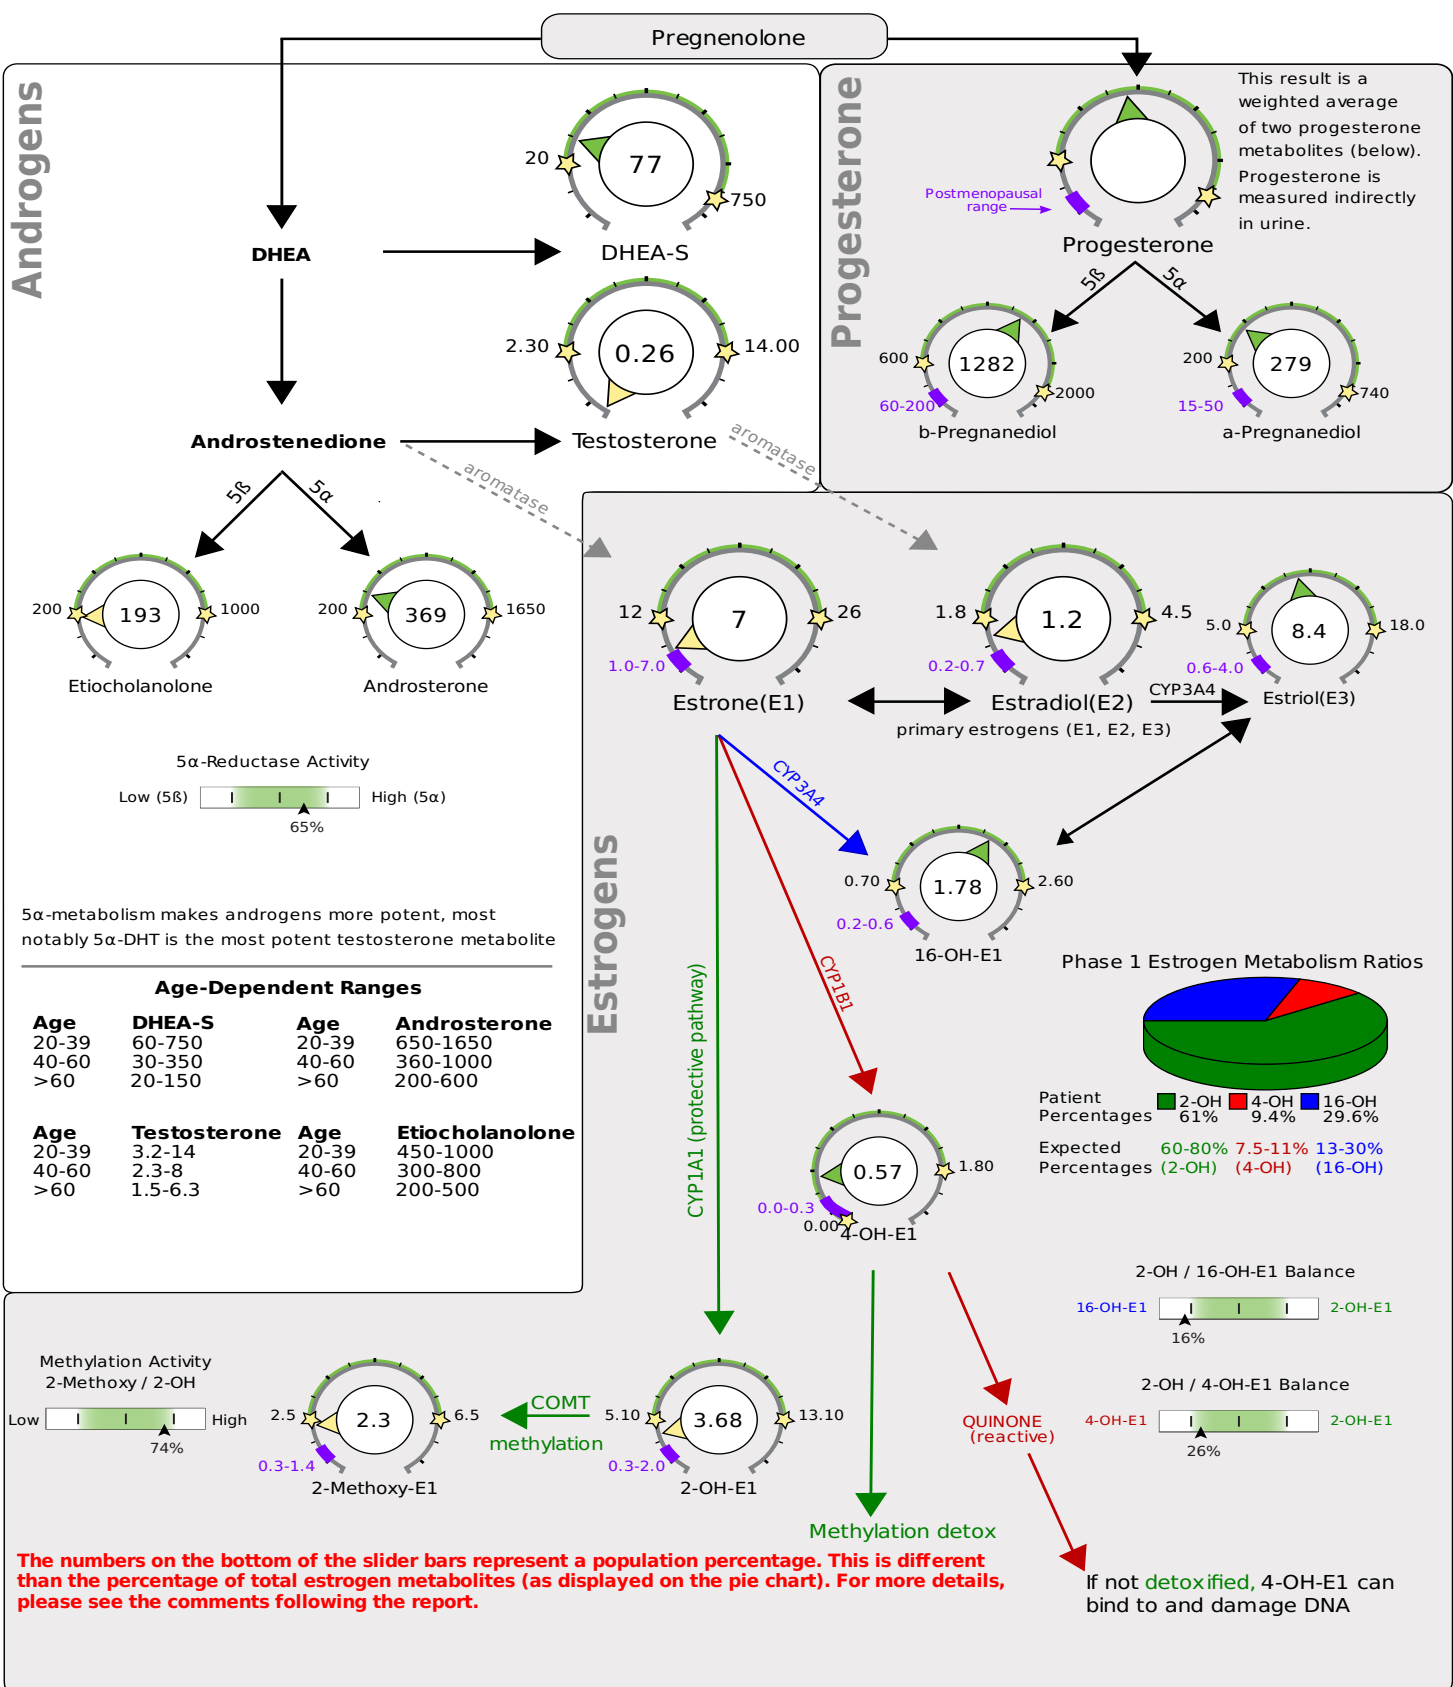 Pregnenolone
Androgens
20
77
750
DHEA-S
DHEA
2.30
0.26
14.00
Testosterone
Androstenedione
aromatase
aromatase
5ß
5α
200
193
1000
Etiocholanolone
200
369
1650
Androsterone
5α-Reductase Activity
Low (5ß)
High (5α)
65%
5α-metabolism makes androgens more potent, most
notably 5α-DHT is the most potent testosterone metabolite
Age-Dependent Ranges
Age DHEA-S Age Androsterone
20-39 60-750 20-39 650-1650
40-60 30-350 40-60 360-1000
>60 20-150 >60 200-600
Age Testosterone Age Etiocholanolone
20-39 3.2-14 20-39 450-1000
40-60 2.3-8 40-60 300-800
>60 1.5-6.3 >60 200-500
Progesterone
This result is a
weighted average
of two progesterone
metabolites (below).
Progesterone is
measured indirectly
in urine.
Postmenopausal
range
Progesterone
5ß
5α
600
1282
2000
60-200
b-Pregnanediol
200
279
740
15-50
a-Pregnanediol
Estrogens
12
7
26
1.0-7.0
Estrone(E1)
1.8
1.2
4.5
0.2-0.7
Estradiol(E2)
CYP3A4
5.0
8.4
18.0
0.6-4.0
Estriol(E3)
primary estrogens (E1, E2, E3)
CYP3A4
0.70
1.78
2.60
0.2-0.6
16-OH-E1
CYP1B1
CYP1A1 (protective pathway)
Phase 1 Estrogen Metabolism Ratios
Patient
Percentages
2-OH 4-OH 16-OH
61% 9.4% 29.6%
Expected
Percentages
60-80% 7.5-11% 13-30%
(2-OH) (4-OH) (16-OH)
0.57
1.80
0.0-0.3
0.00
4-OH-E1
2-OH / 16-OH-E1 Balance
16-OH-E1
2-OH-E1
16%
2-OH / 4-OH-E1 Balance
4-OH-E1
2-OH-E1
26%
Methylation Activity
2-Methoxy / 2-OH
Low
High
74%
2.5
2.3
6.5
0.3-1.4
2-Methoxy-E1
COMT
methylation
5.10
3.68
13.10
0.3-2.0
2-OH-E1
QUINONE
(reactive)
Methylation detox
If not detoxified, 4-OH-E1 can
bind to and damage DNA
The numbers on the bottom of the slider bars represent a population percentage. This is different
than the percentage of total estrogen metabolites (as displayed on the pie chart). For more details,
please see the comments following the report.